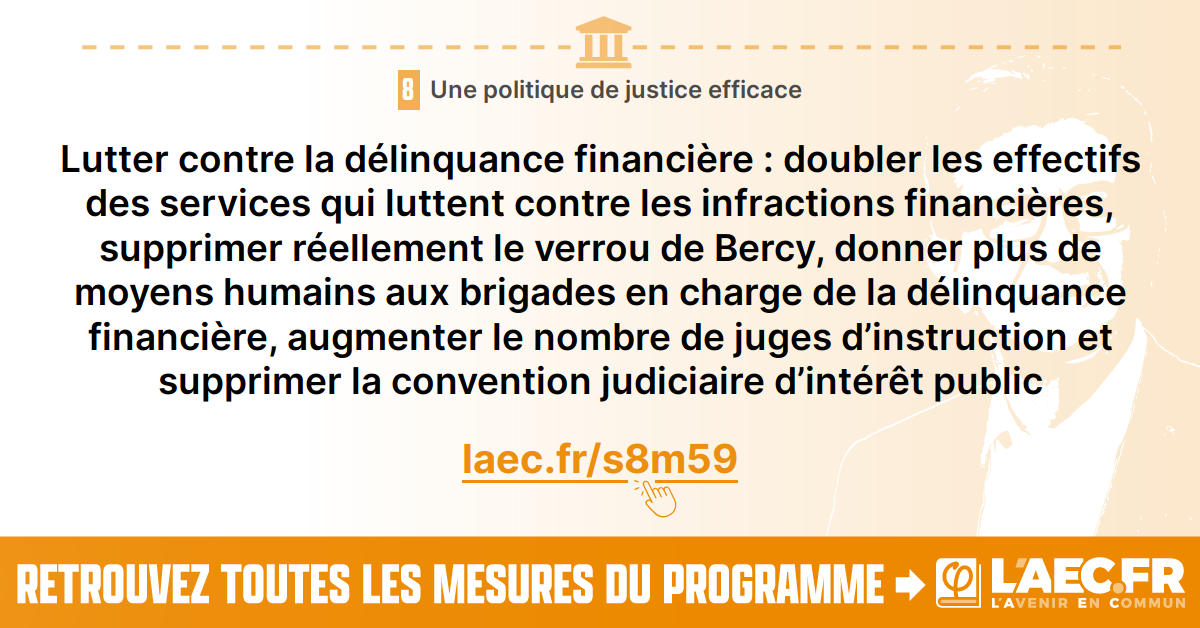 8 Une politique de justice efficace
Lutter contre la délinquance financière : doubler les effectifs
des services qui luttent contre les infractions financières,
supprimer réellement le verrou de Bercy, donner plus de
moyens humains aux brigades en charge de la délinquance
financière, augmenter le nombre de juges d’instruction et
supprimer la convention judiciaire d’intérêt public
laec.fr/s8m59
RETROUVEZ TOUTES LES MESURES DU PROGRAMME
L'AEC.FR
L'AVENIR EN COMMUN